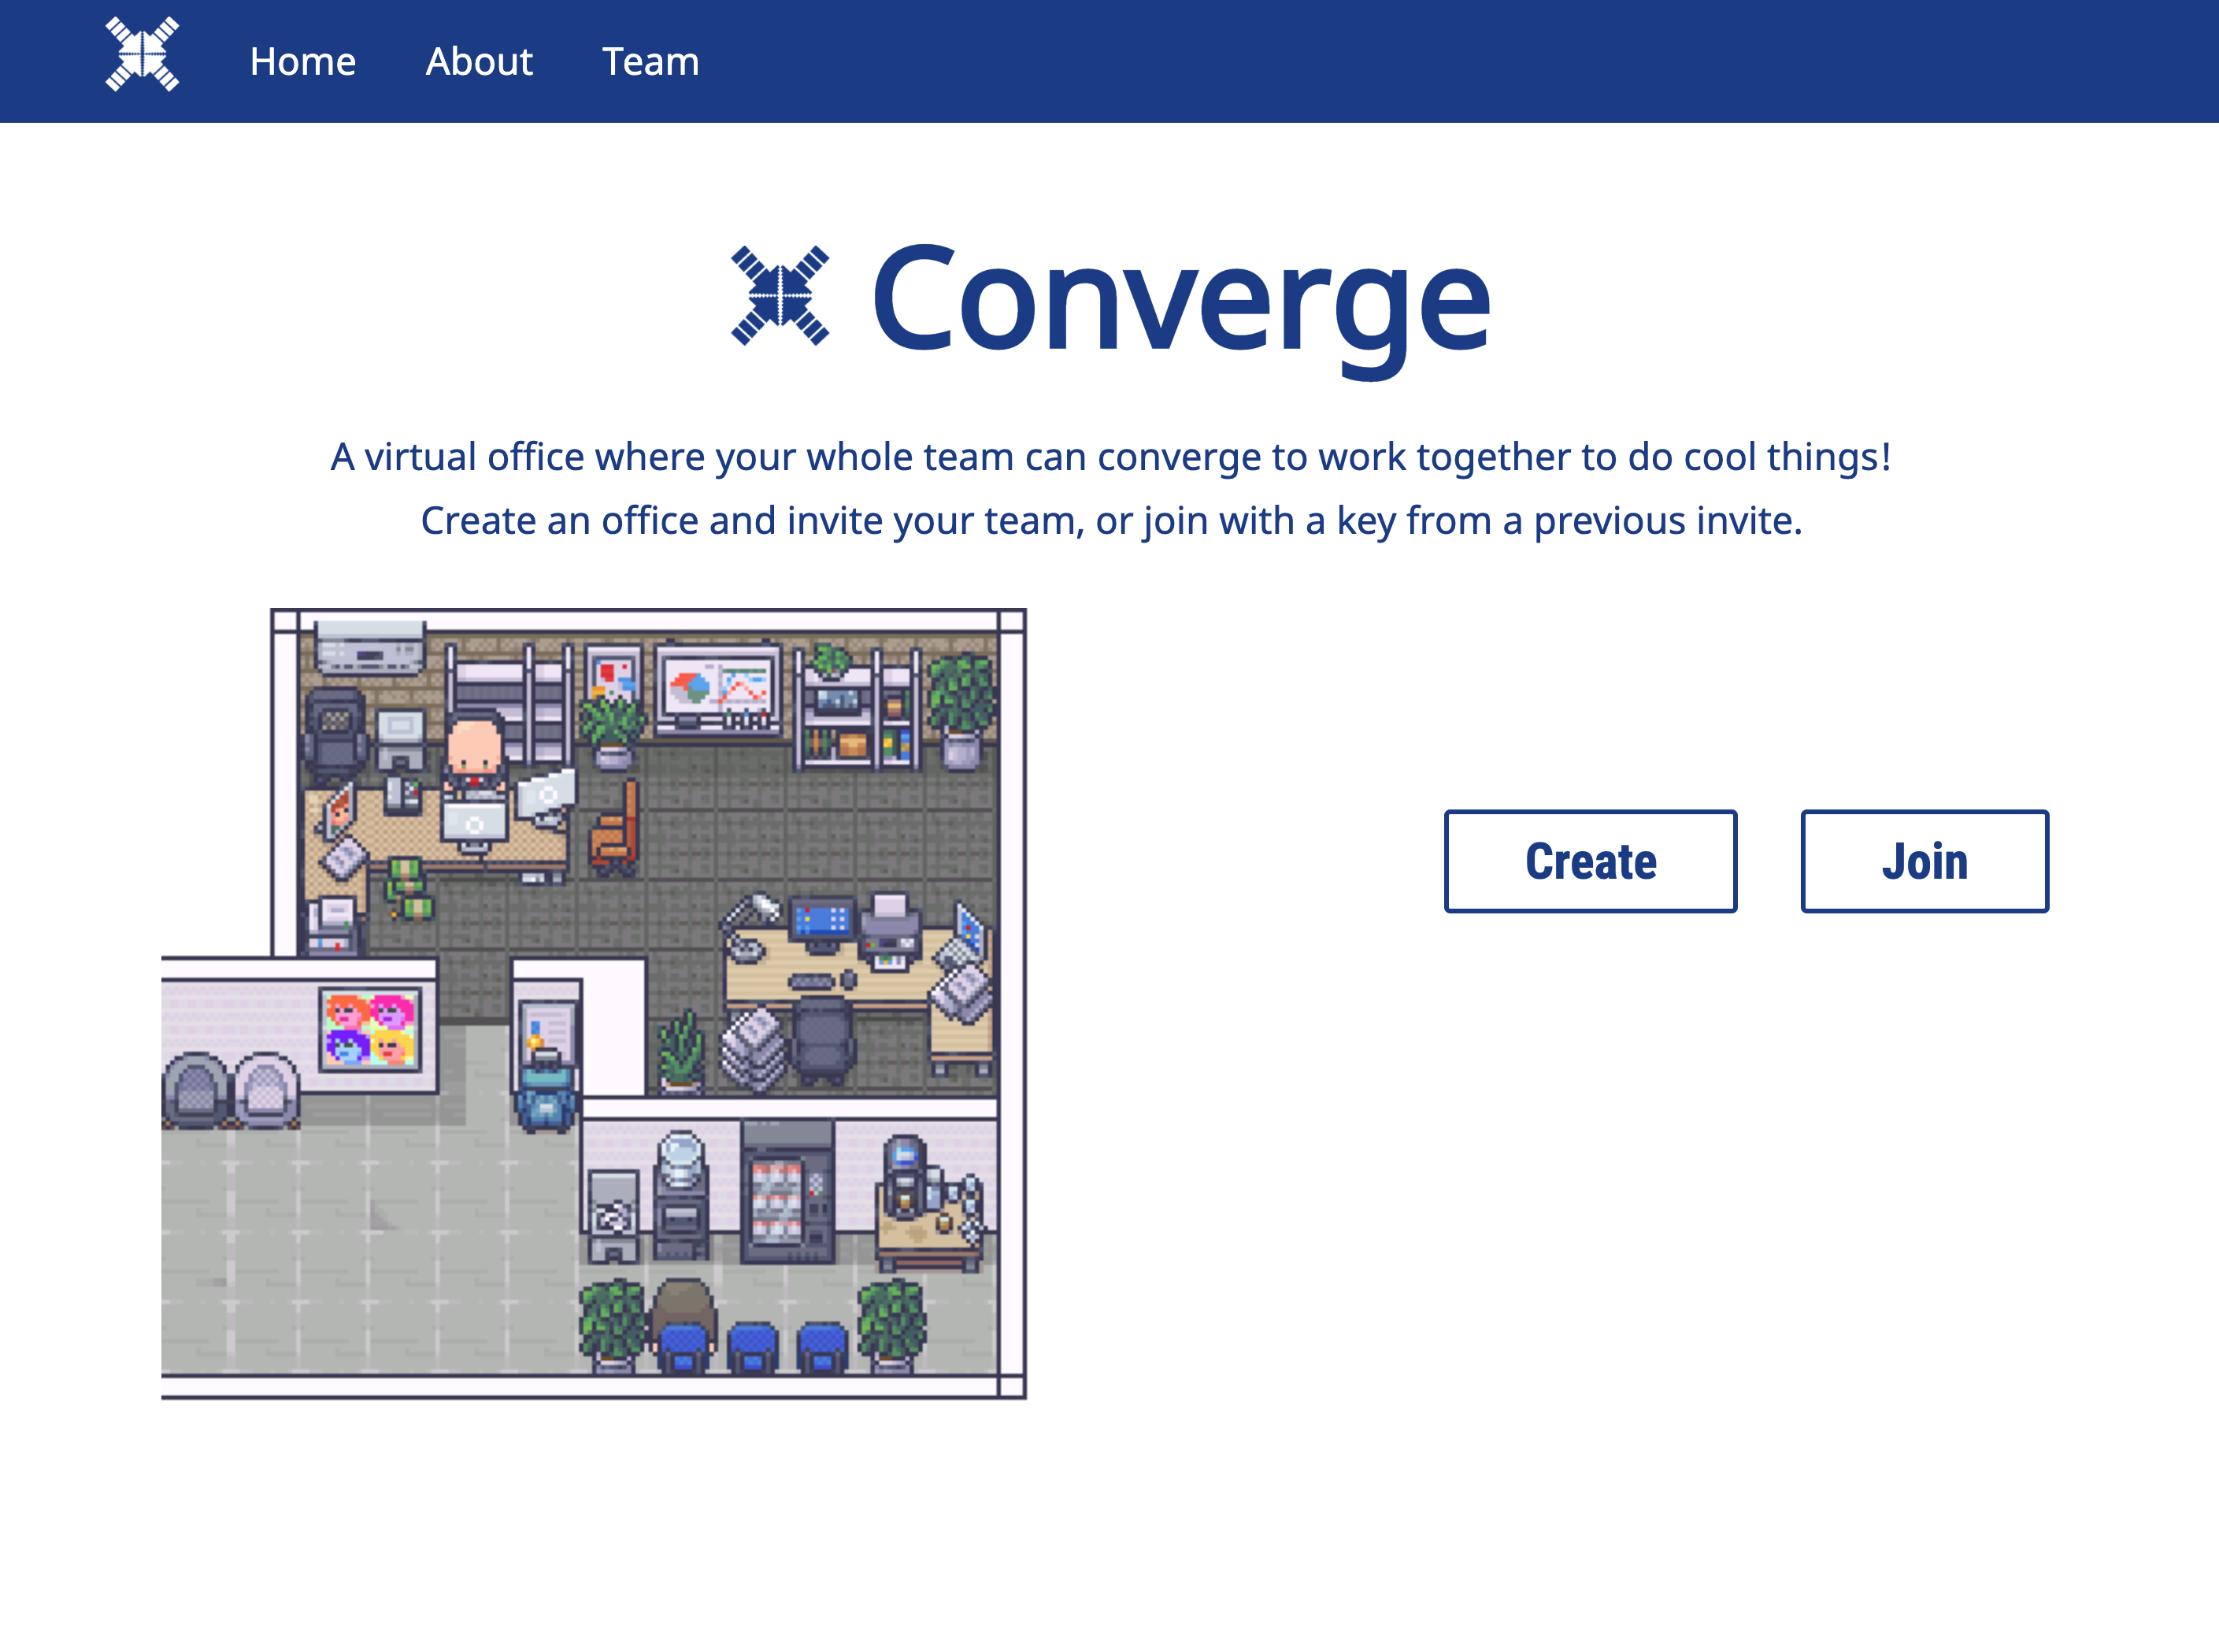 Home About Team
Converge
A virtual office where your whole team can converge to work together to do cool things!
Create an office and invite your team, or join with a key from a previous invite.
Create Join